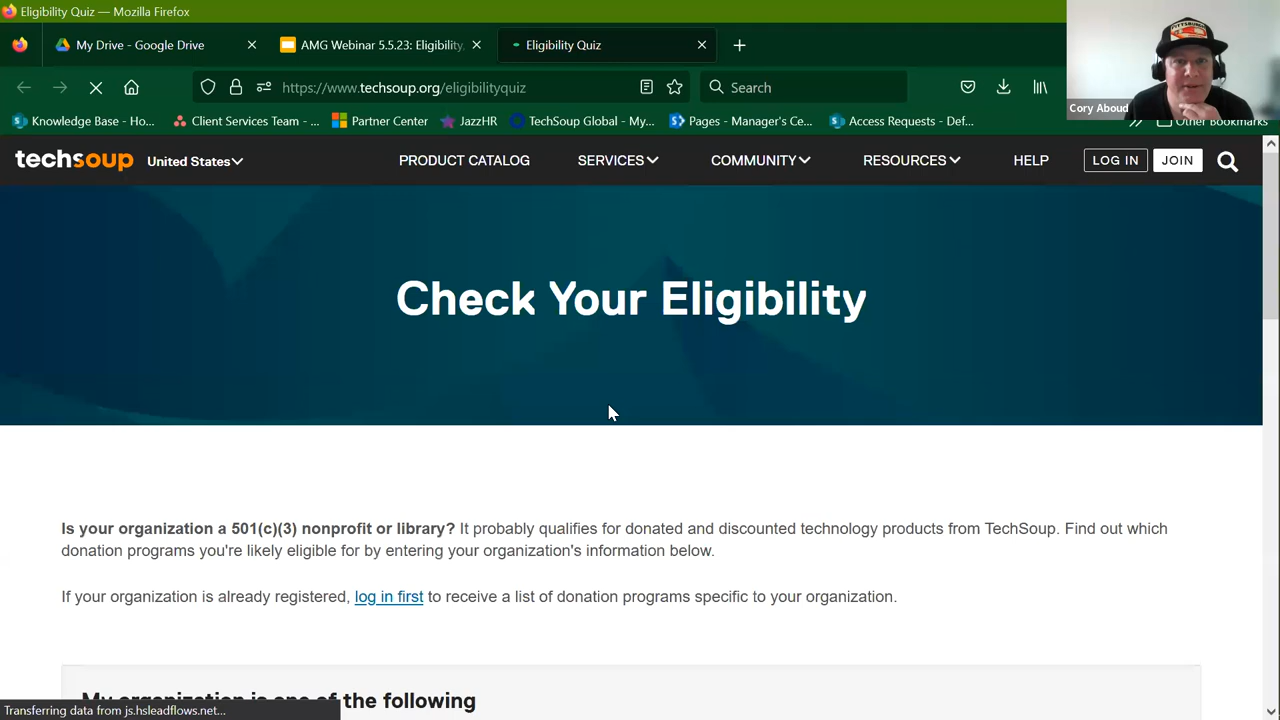 Eligibility Quiz — Mozilla Firefox
My Drive - Google Drive
AMG Webinar 5.5.23: Eligibility,
Eligibility Quiz
https://www.techsoup.org/eligibilityquiz
Search
Cory Aboud
Knowledge Base - Ho...
Client Services Team - ...
Partner Center
JazzHR
TechSoup Global - My...
Pages - Manager's Ce...
Access Requests - Def...
Other Bookmarks
techsoup
United States
PRODUCT CATALOG
SERVICES
COMMUNITY
RESOURCES
HELP
LOG IN
JOIN
PITTSBURGH
Check Your Eligibility
Is your organization a 501(c)(3) nonprofit or library? It probably qualifies for donated and discounted technology products from TechSoup. Find out which
donation programs you're likely eligible for by entering your organization's information below.
If your organization is already registered, log in first to receive a list of donation programs specific to your organization.
My organization is one of the following
Transferring data from js.hsleadflows.net...